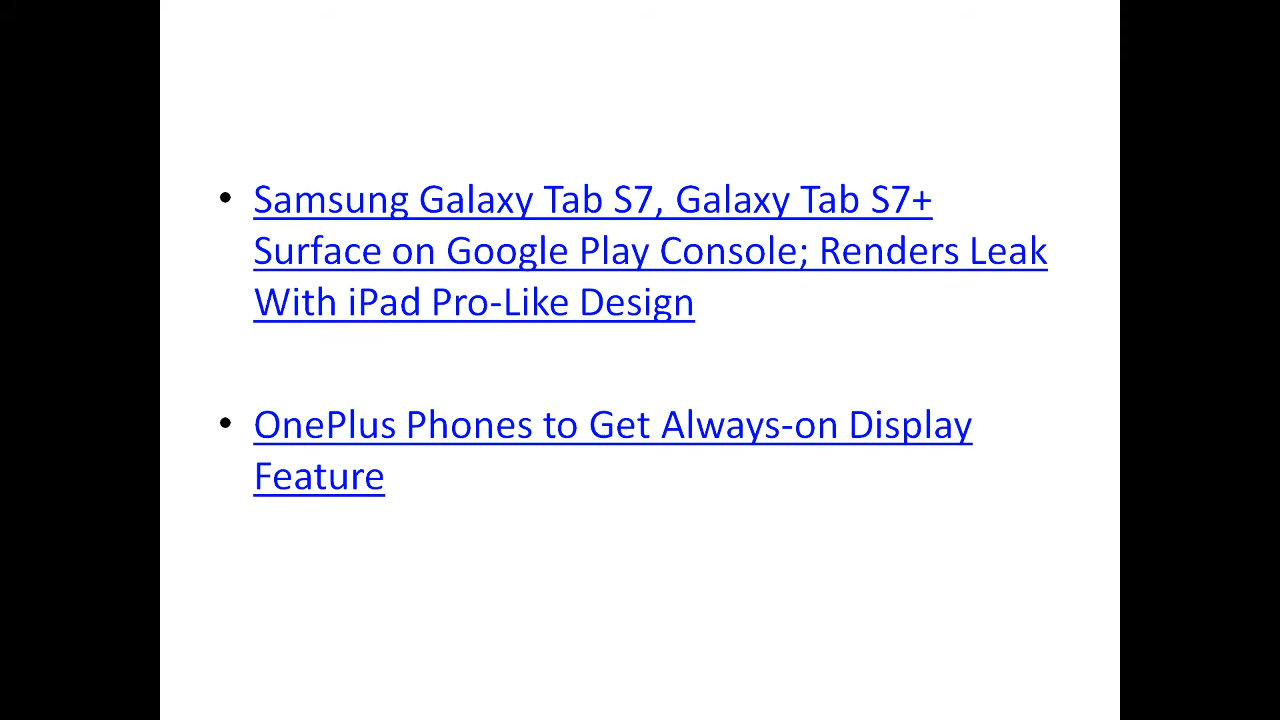 • Samsung Galaxy Tab S7, Galaxy Tab S7+
Surface on Google Play Console; Renders Leak
With iPad Pro-Like Design
• OnePlus Phones to Get Always-on Display
Feature